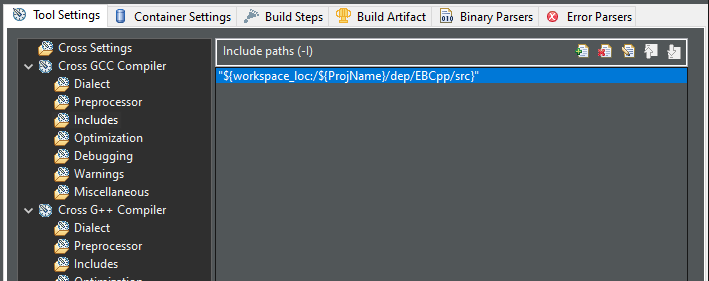 Tool Settings Container Settings Build Steps Build Artifact Binary Parsers Error Parsers
Cross Settings
Cross GCC Compiler
Dialect
Preprocessor
Includes
Optimization
Debugging
Warnings
Miscellaneous
Cross G++ Compiler
Dialect
Preprocessor
Includes
Optimization
Include paths (-I)
"${workspace_loc:/${ProjName}/dep/EBCpp/src}"